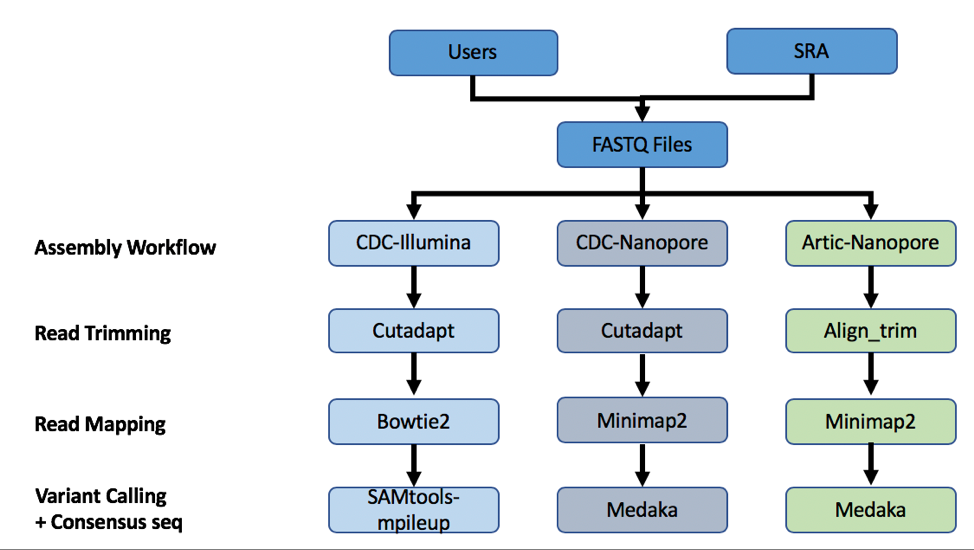 Users
SRA
FASTQ Files
Assembly Workflow
CDC-Illumina
CDC-Nanopore
Artic-Nanopore
Read Trimming
Cutadapt
Cutadapt
Align_trim
Read Mapping
Bowtie2
Minimap2
Minimap2
Variant Calling
+ Consensus seq
SAMtools-
mpileup
Medaka
Medaka